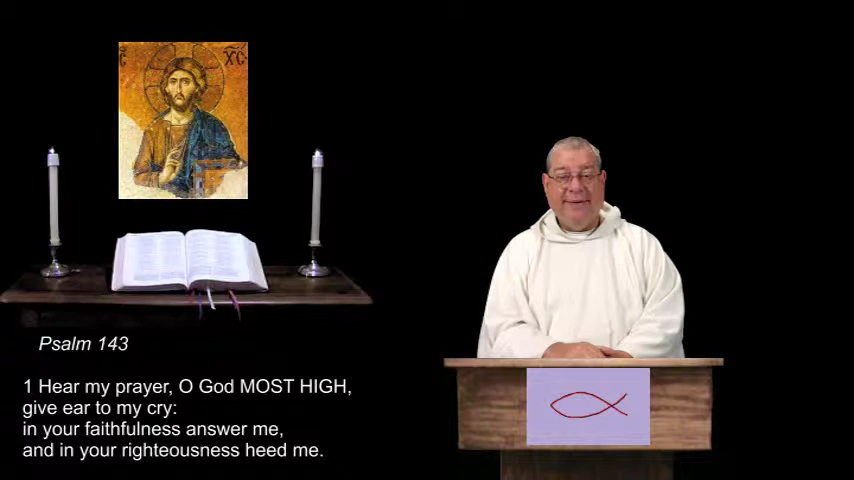 X̅C̅
Psalm 143
1 Hear my prayer, O God MOST HIGH,
give ear to my cry:
in your faithfulness answer me,
and in your righteousness heed me.